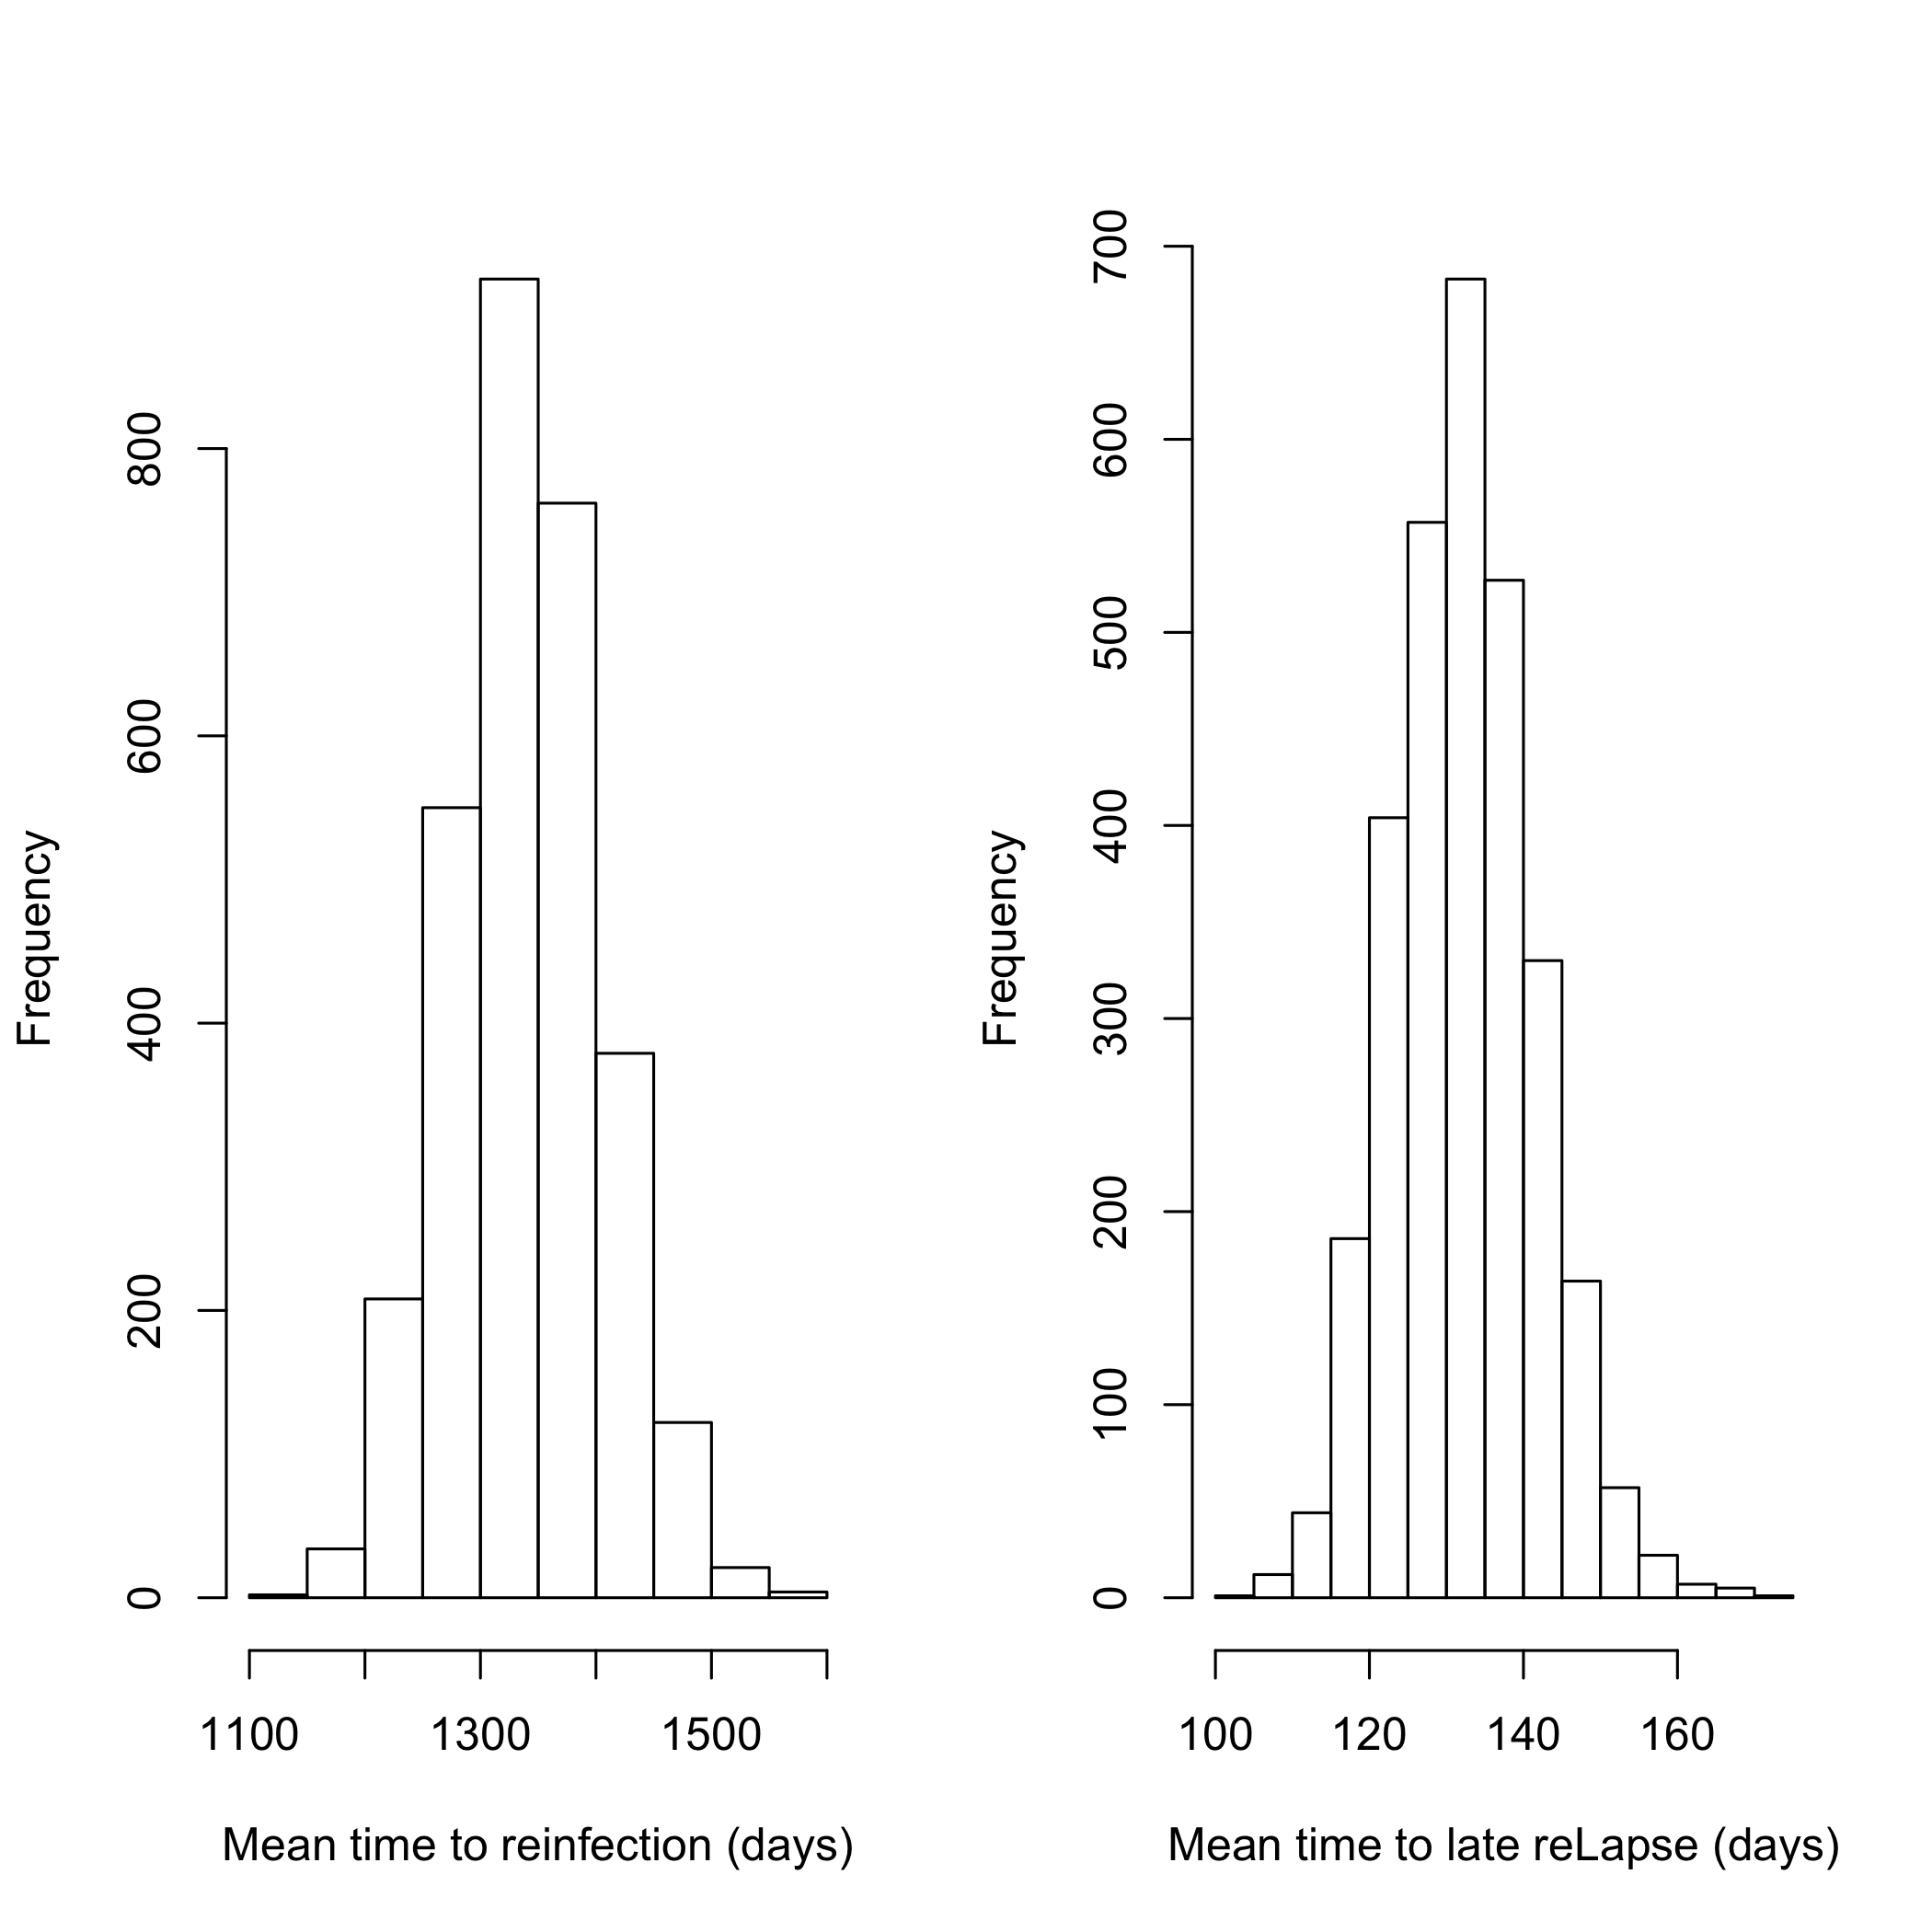 Frequency
0
200
400
600
800
1100 1300 1500
Mean time to reinfection (days)
Frequency
0
100
200
300
400
500
600
700
100 120 140 160
Mean time to late reLapse (days)